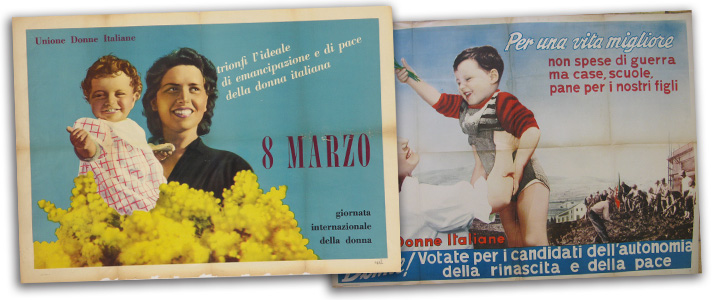 Unione Donne Italiane
trionfi l'ideale
di emancipazione e di pace
della donna italiana
8 MARZO
giornata
internazionale
della donna
Per una vita migliore
non spese di guerra
ma case, scuole,
pane per i nostri figli
Donne Italiane
Donne! Votate per i candidati dell'autonomia
della rinascita e della pace